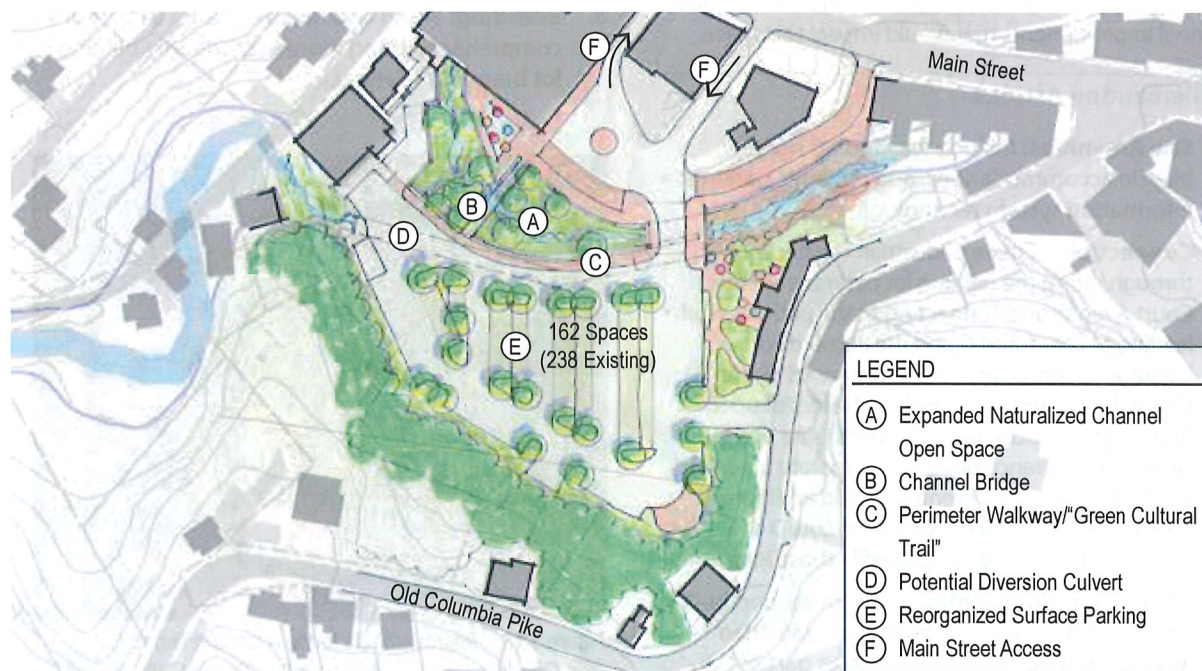 F
F
Main Street
B
A
D
C
162 Spaces
E
(238 Existing)
Old Columbia Pike
LEGEND
A Expanded Naturalized Channel
Open Space
B Channel Bridge
C Perimeter Walkway/"Green Cultural
Trail"
D Potential Diversion Culvert
E Reorganized Surface Parking
F Main Street Access